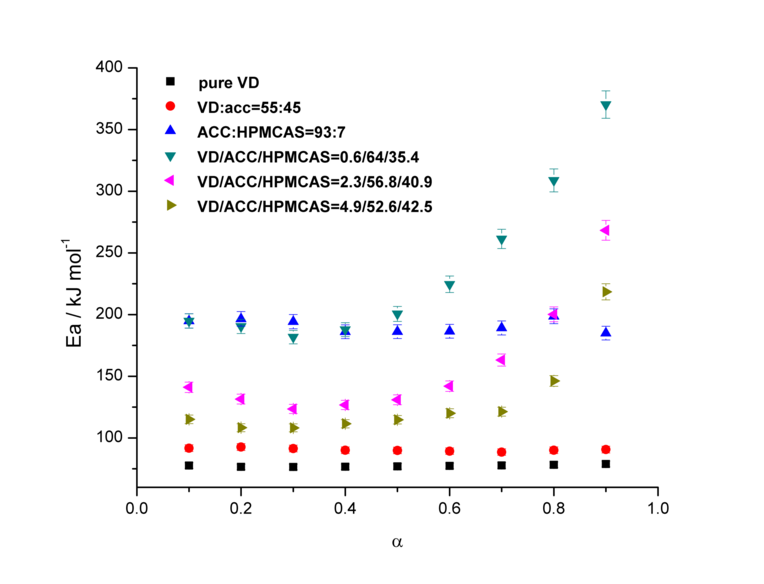 400
350
300
250
200
150
100
Ea / kJ mol⁻¹
pure VD
VD:acc=55:45
ACC:HPMCAS=93:7
VD/ACC/HPMCAS=0.6/64/35.4
VD/ACC/HPMCAS=2.3/56.8/40.9
VD/ACC/HPMCAS=4.9/52.6/42.5
0.0 0.2 0.4 0.6 0.8 1.0
α